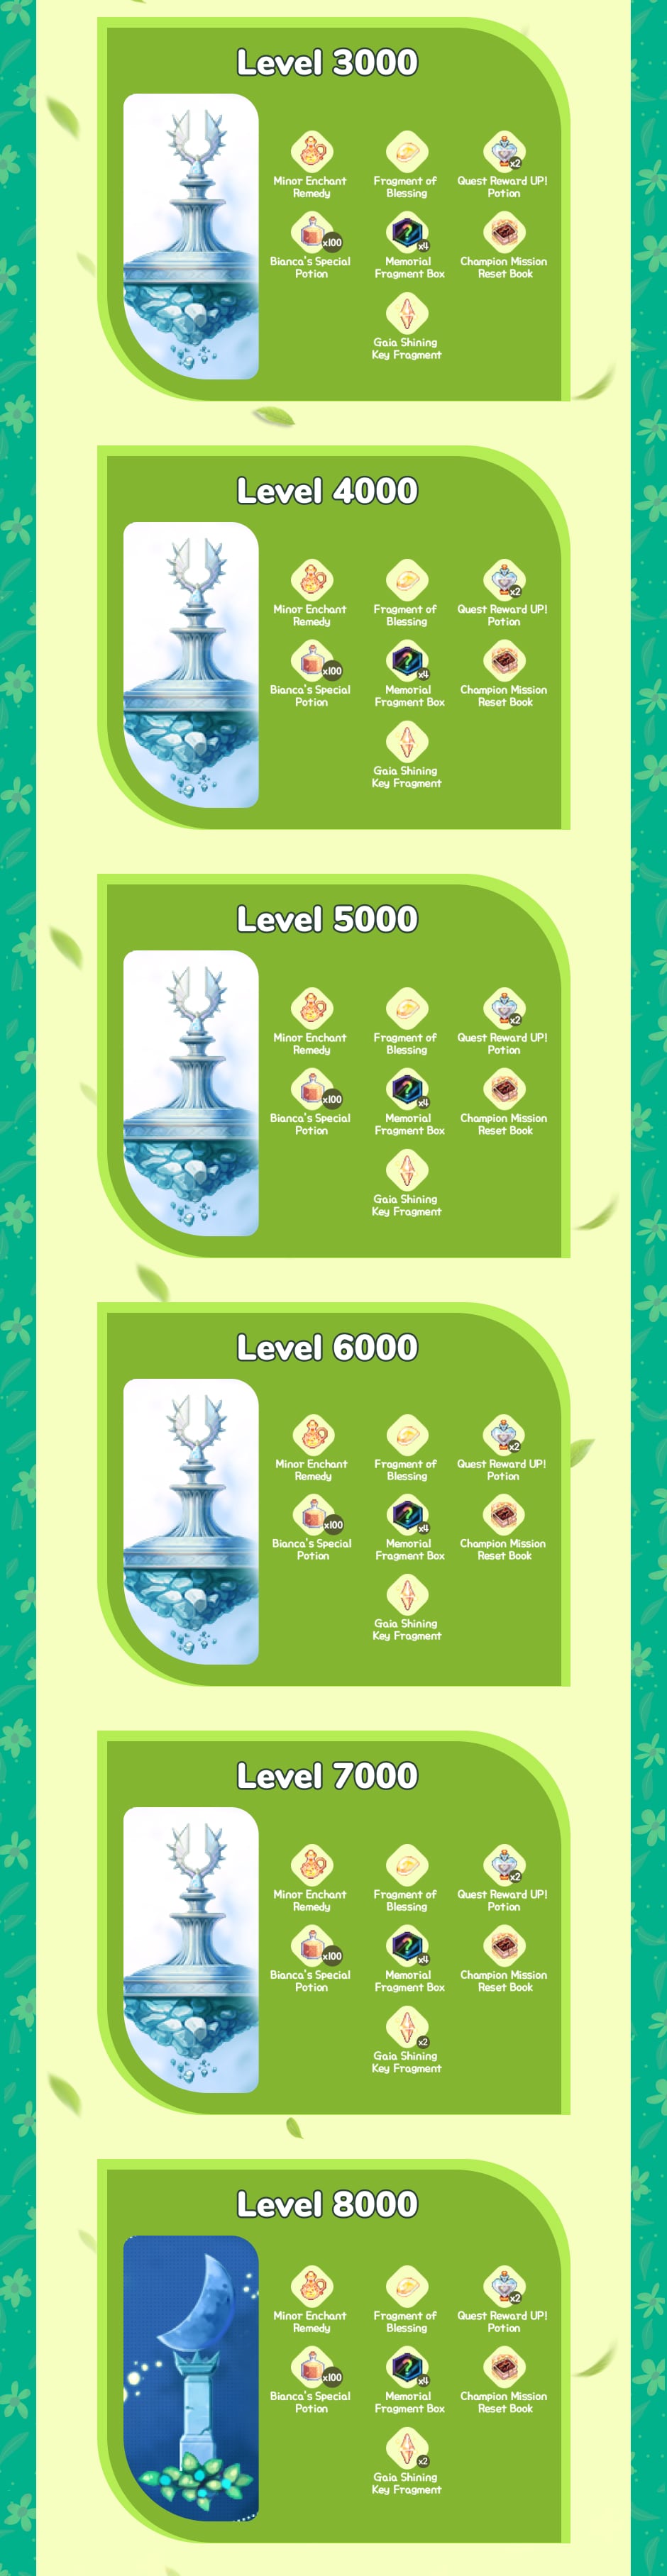 Level 3000
x2
Minor Enchant Remedy
Fragment of Blessing
Quest Reward UP! Potion
x100
x4
Bianca's Special Potion
Memorial Fragment Box
Champion Mission Reset Book
Gaia Shining
Key Fragment
Level 4000
x2
Minor Enchant Remedy
Fragment of Blessing
Quest Reward UP! Potion
x100
x4
Bianca's Special Potion
Memorial Fragment Box
Champion Mission Reset Book
Gaia Shining
Key Fragment
Level 5000
x2
Minor Enchant Remedy
Fragment of Blessing
Quest Reward UP! Potion
x100
x4
Bianca's Special Potion
Memorial Fragment Box
Champion Mission Reset Book
Gaia Shining
Key Fragment
Level 6000
x2
Minor Enchant Remedy
Fragment of Blessing
Quest Reward UP! Potion
x100
x4
Bianca's Special Potion
Memorial Fragment Box
Champion Mission Reset Book
Gaia Shining
Key Fragment
Level 7000
x2
Minor Enchant Remedy
Fragment of Blessing
Quest Reward UP! Potion
x100
x4
Bianca's Special Potion
Memorial Fragment Box
Champion Mission Reset Book
x2
Gaia Shining
Key Fragment
Level 8000
x2
Minor Enchant Remedy
Fragment of Blessing
Quest Reward UP! Potion
x100
x4
Bianca's Special Potion
Memorial Fragment Box
Champion Mission Reset Book
x2
Gaia Shining
Key Fragment